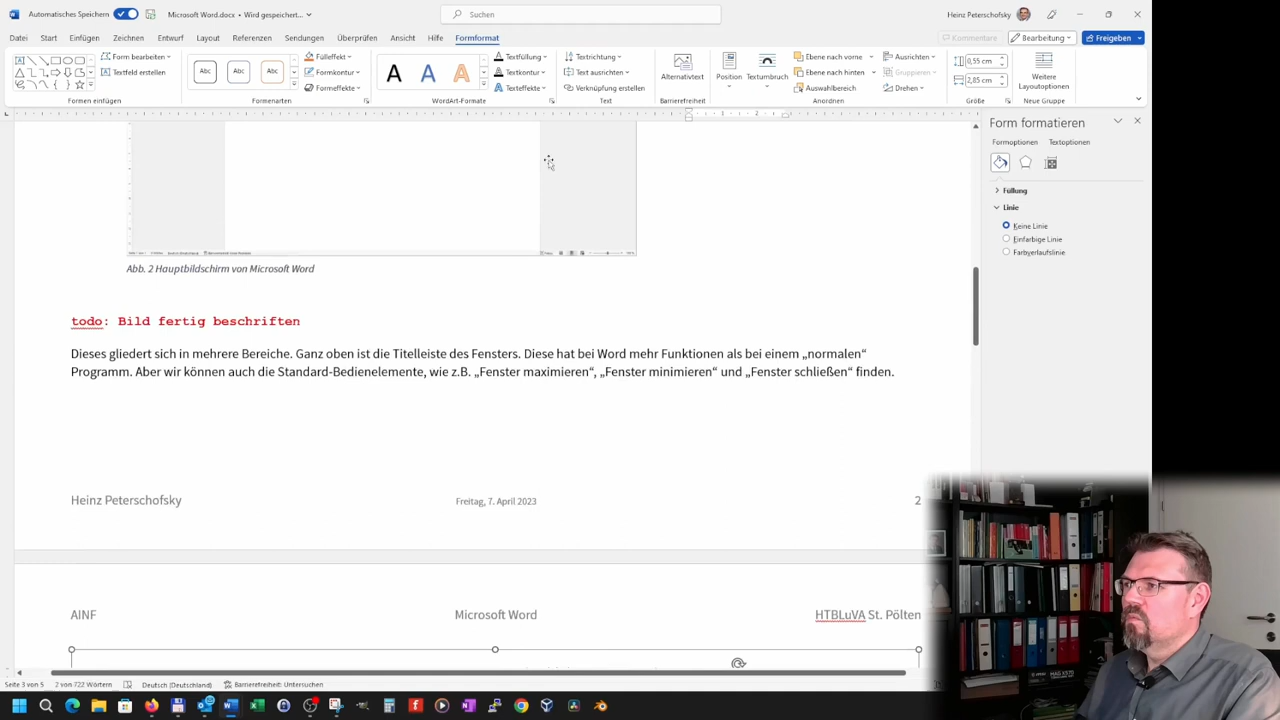 Automatisches Speichern
Microsoft Word.docx • Wird gespeichert...
Suchen
Heinz Peterschofsky
Datei Start Einfügen Zeichnen Entwurf Layout Referenzen Sendungen Überprüfen Ansicht Hilfe Formformat
Kommentare Bearbeitung Freigeben
Form bearbeiten
Textfeld erstellen
Formen einfügen
Abc Abc Abc
Fülleffekt
Formkontur
Formeffekte
Formenarten
A A A
Textfüllung
Textkontur
Texteffekte
WordArt-Formate
Textrichtung
Text ausrichten
Verknüpfung erstellen
Text
Alternativtext
Barrierefreiheit
Position
Textumbruch
Ebene nach vorne
Ebene nach hinten
Auswahlbereich
Ausrichten
Gruppieren
Drehen
Anordnen
0,55 cm
2,85 cm
Größe
Weitere
Layoutoptionen
Neue Gruppe
1 2
Form formatieren
Formoptionen Textoptionen
Füllung
Linie
Keine Linie
Einfarbige Linie
Farbverlaufslinie
Abb. 2 Hauptbildschirm von Microsoft Word
todo: Bild fertig beschriften
Dieses gliedert sich in mehrere Bereiche. Ganz oben ist die Titelleiste des Fensters. Diese hat bei Word mehr Funktionen als bei einem „normalen“
Programm. Aber wir können auch die Standard-Bedienelemente, wie z.B. „Fenster maximieren“, „Fenster minimieren“ und „Fenster schließen“ finden.
Heinz Peterschofsky Freitag, 7. April 2023 2
AINF Microsoft Word HTBLuVA St. Pölten
Seite 3 von 5 2 von 722 Wörtern Deutsch (Deutschland) Barrierefreiheit: Untersuchen